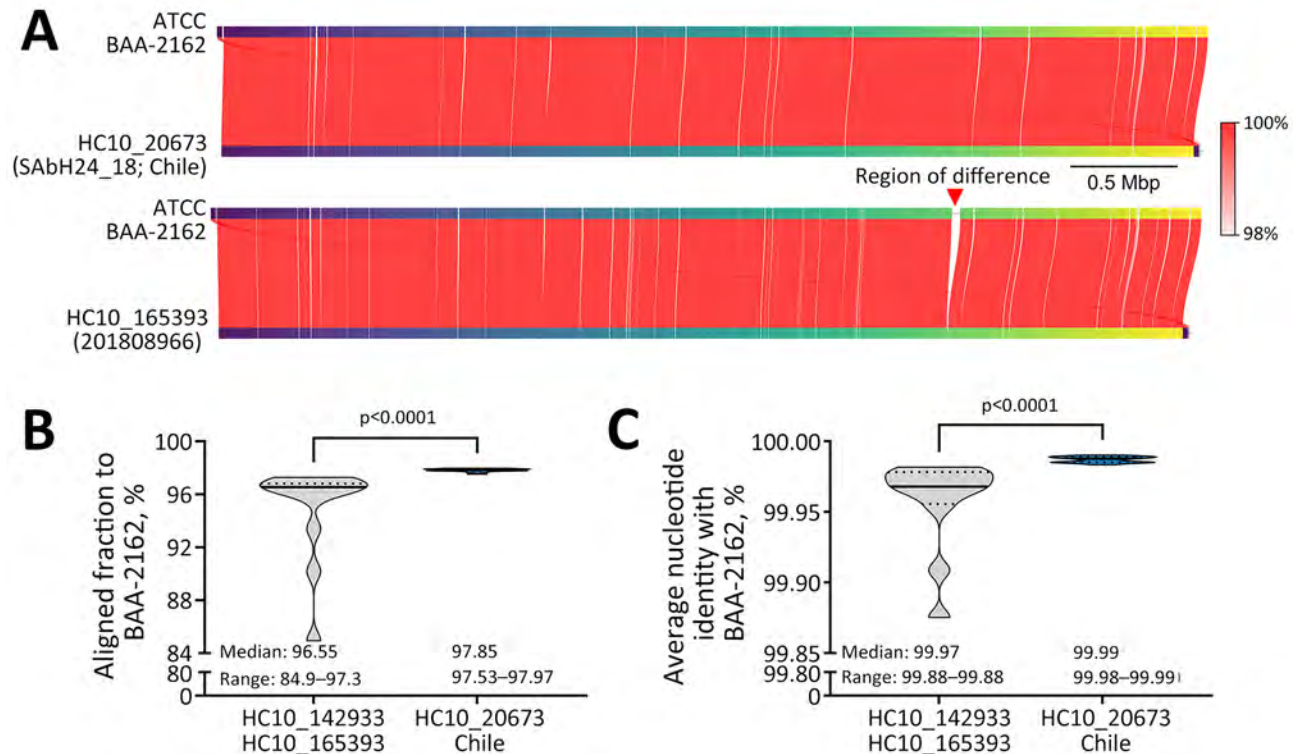 A
ATCC
BAA-2162
HC10_20673
(SAbH24_18; Chile)
100%
98%
0.5 Mbp
Region of difference
ATCC
BAA-2162
HC10_165393
(201808966)
B
p<0.0001
Aligned fraction to
BAA-2162, %
100
96
92
88
84
80
0
Median: 96.55
97.85
Range: 84.9–97.3
97.53–97.97
HC10_142933
HC10_165393
HC10_20673
Chile
C
p<0.0001
Average nucleotide
identity with
BAA-2162, %
100.00
99.95
99.90
99.85
99.80
0
Median: 99.97
99.99
Range: 99.88–99.88
99.98–99.99
HC10_142933
HC10_165393
HC10_20673
Chile